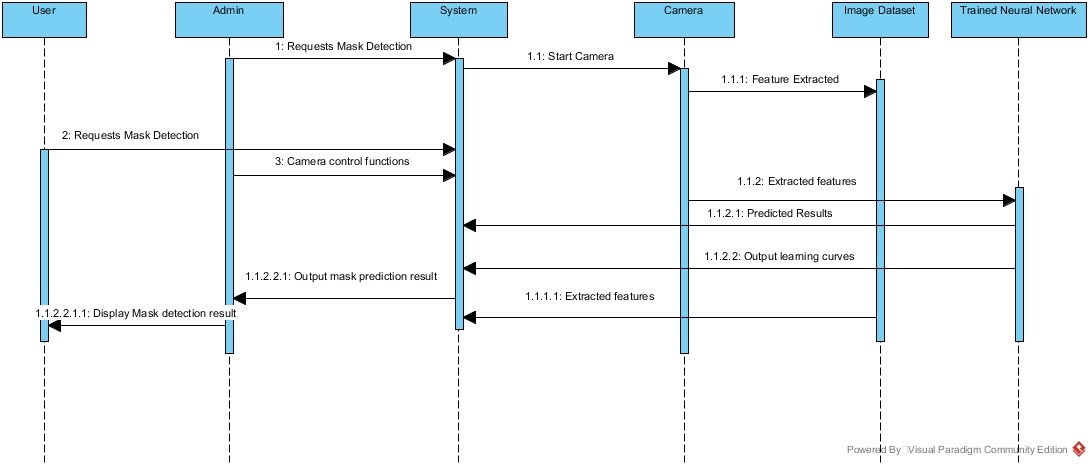 User
Admin
System
Camera
Image Dataset
Trained Neural Network
1: Requests Mask Detection
1.1: Start Camera
1.1.1: Feature Extracted
2: Requests Mask Detection
3: Camera control functions
1.1.2: Extracted features
1.1.2.1: Predicted Results
1.1.2.2: Output learning curves
1.1.2.2.1: Output mask prediction result
1.1.1.1: Extracted features
1.1.2.2.1.1: Display Mask detection result
Powered By Visual Paradigm Community Edition